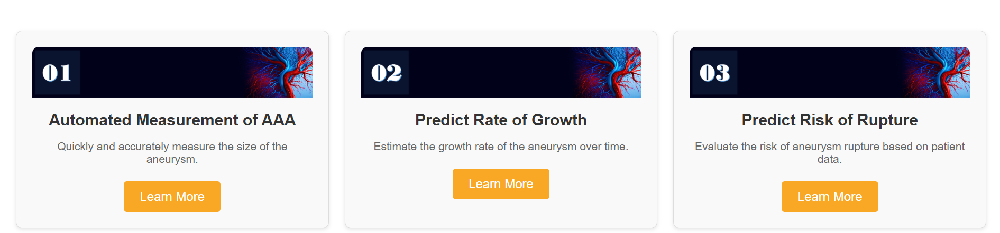 01
Automated Measurement of AAA
Quickly and accurately measure the size of the
aneurysm.
Learn More
02
Predict Rate of Growth
Estimate the growth rate of the aneurysm over time.
Learn More
03
Predict Risk of Rupture
Evaluate the risk of aneurysm rupture based on patient
data.
Learn More